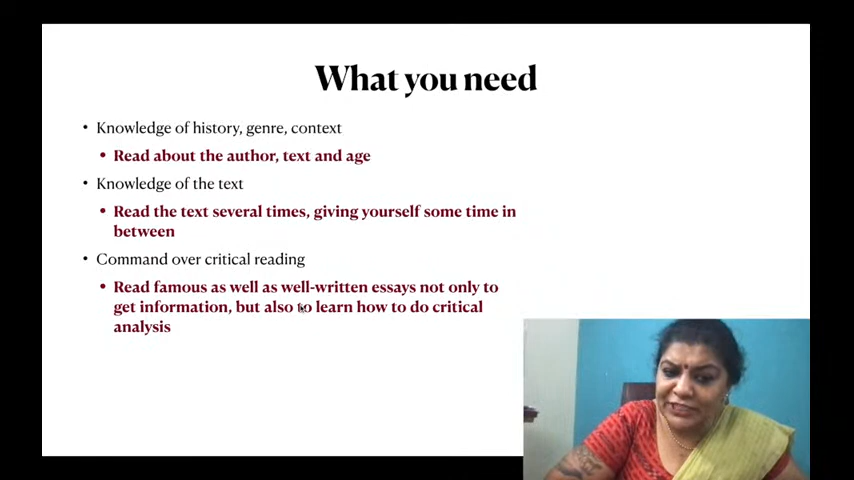 What you need
• Knowledge of history, genre, context
• Read about the author, text and age
• Knowledge of the text
• Read the text several times, giving yourself some time in
between
• Command over critical reading
• Read famous as well as well-written essays not only to
get information, but also to learn how to do critical
analysis